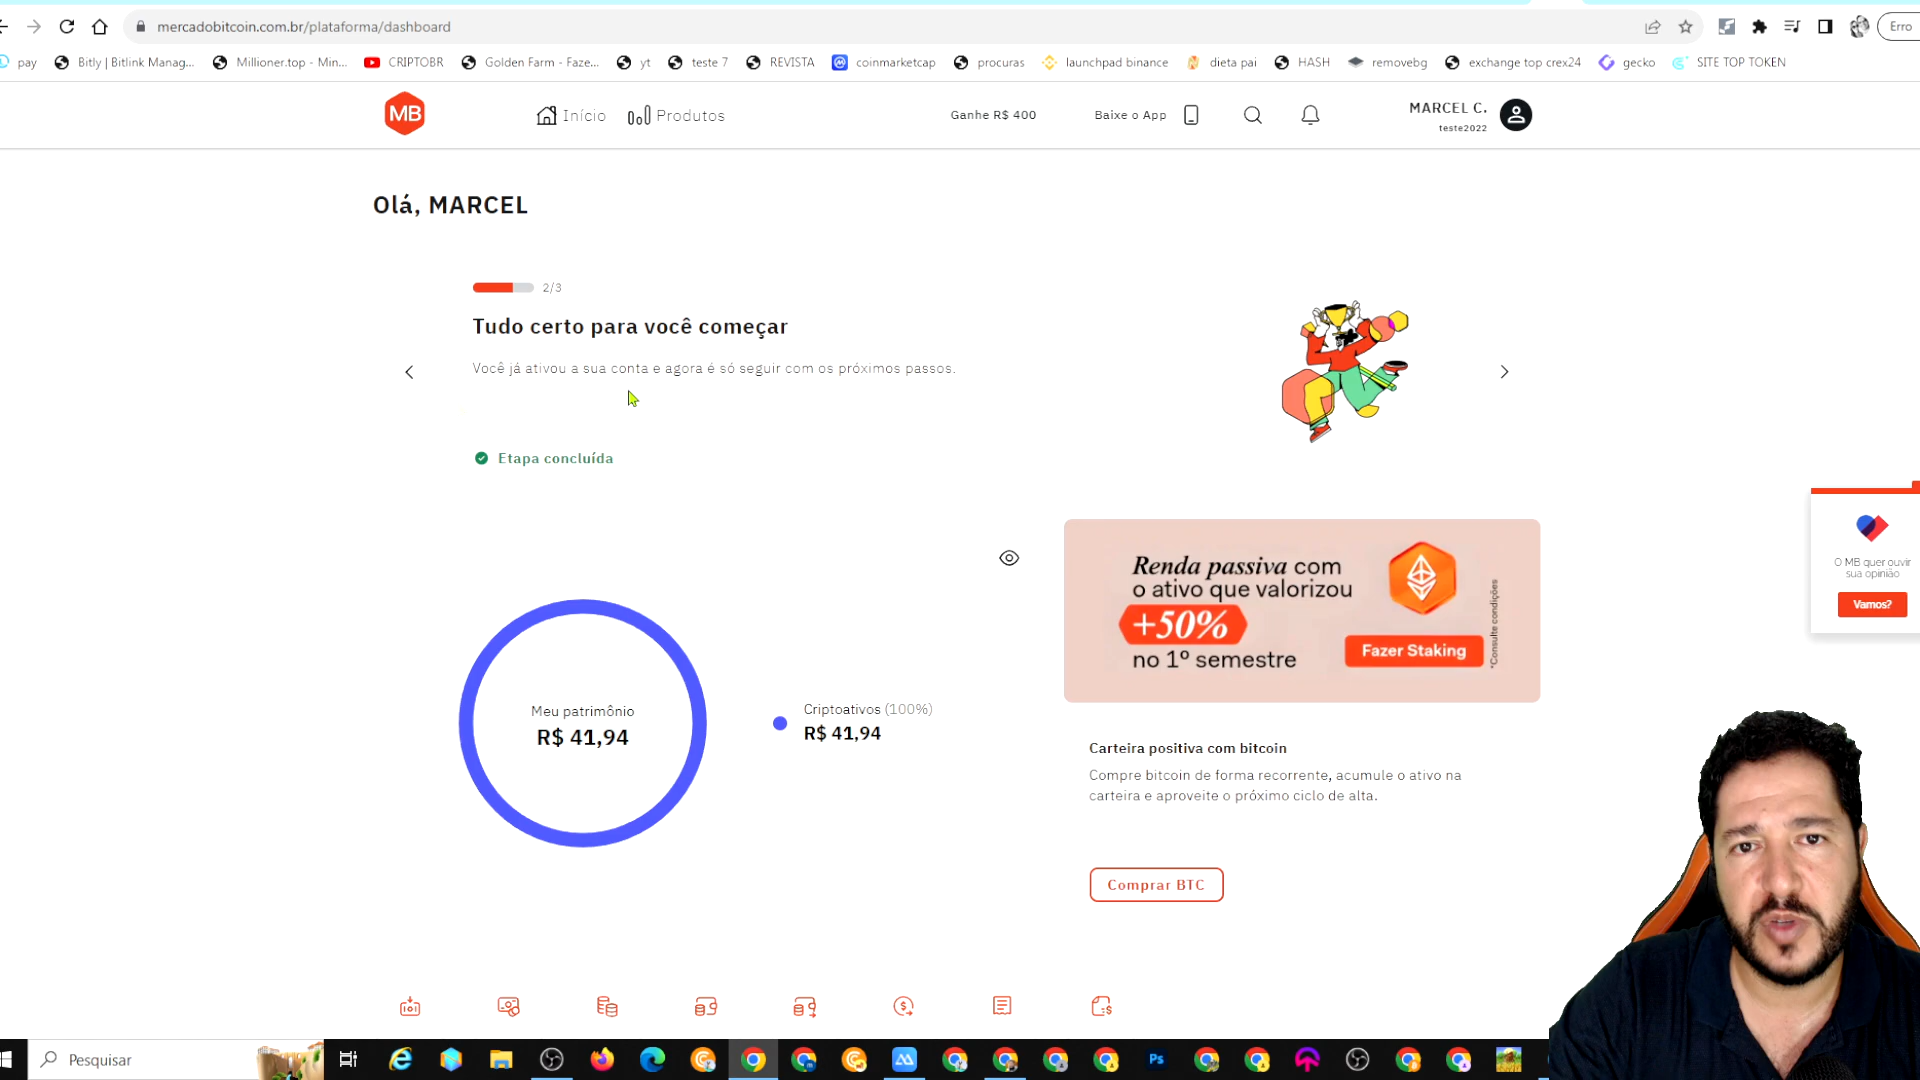 mercadobitcoin.com.br/plataforma/dashboard
Erro
pay
Bitly | Bitlink Manag...
Millioner.top - Min...
CRIPTOBR
Golden Farm - Faze...
yt
teste 7
REVISTA
coinmarketcap
procuras
launchpad binance
dieta pai
HASH
removebg
exchange top crex24
gecko
SITE TOP TOKEN
MB
Início
Produtos
Ganhe R$ 400
Baixe o App
MARCEL C.
teste2022
Olá, MARCEL
2/3
Tudo certo para você começar
Você já ativou a sua conta e agora é só seguir com os próximos passos.
Etapa concluída
Meu patrimônio
R$ 41,94
Criptoativos (100%)
R$ 41,94
Renda passiva com
o ativo que valorizou
+50%
no 1º semestre
Fazer Staking
*Consulte condições
O MB quer ouvir
sua opinião
Vamos?
Carteira positiva com bitcoin
Compre bitcoin de forma recorrente, acumule o ativo na
carteira e aproveite o próximo ciclo de alta.
Comprar BTC
Pesquisar
Ps